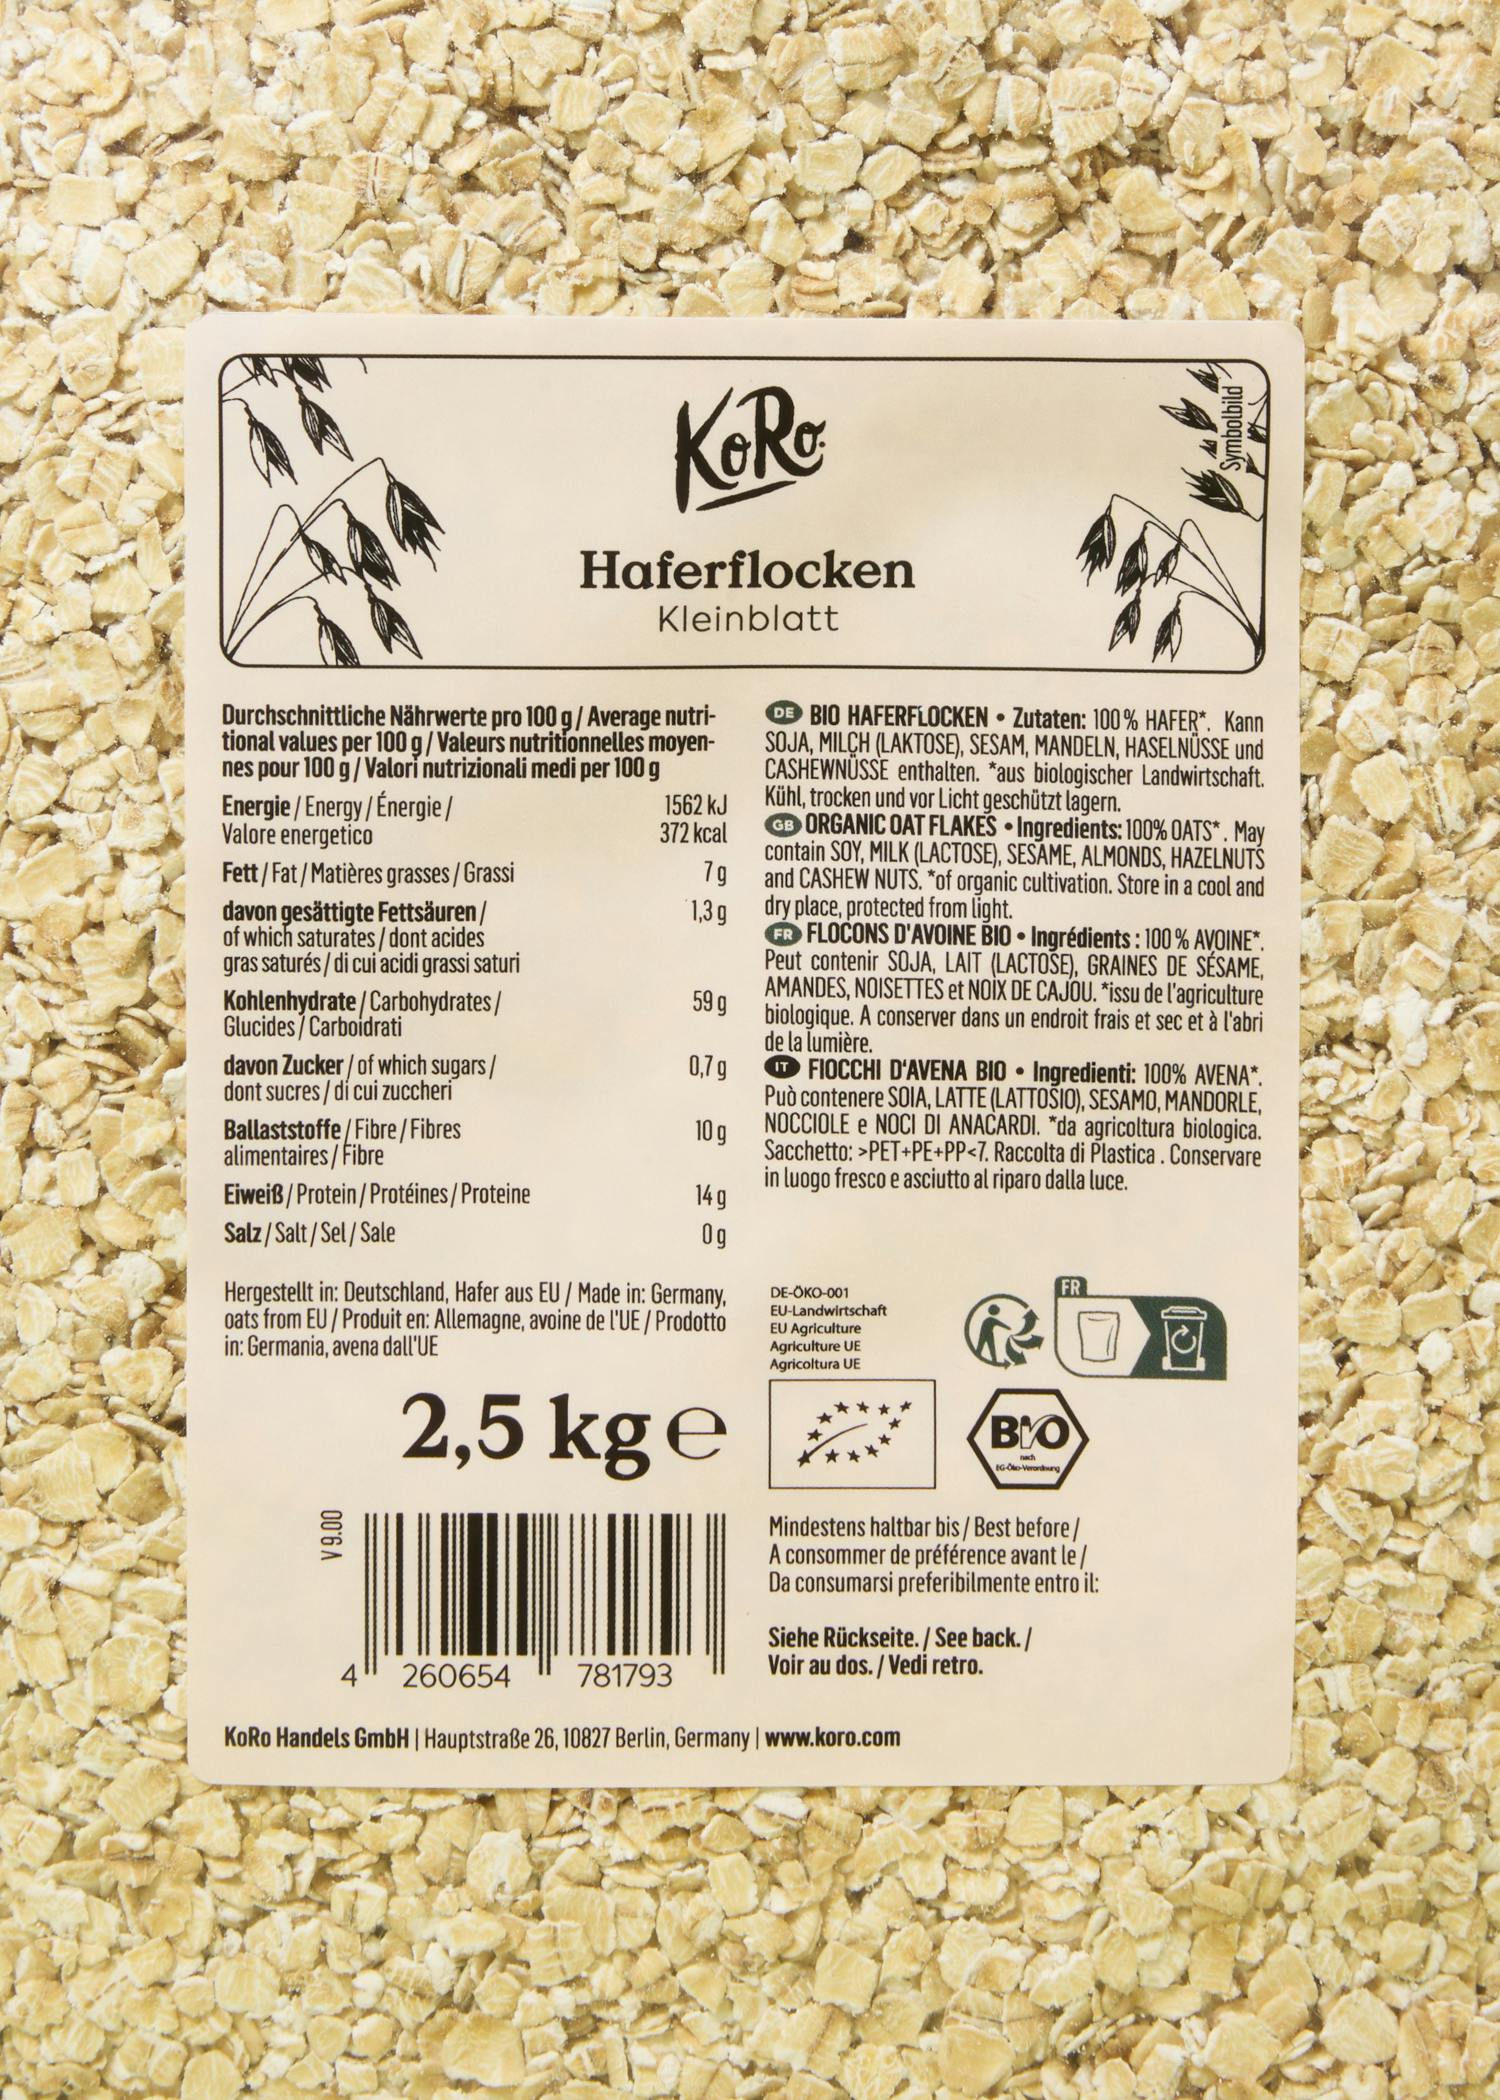 KoRo
Symbolbild
Haferflocken
Kleinblatt
Durchschnittliche Nährwerte pro 100 g / Average nutri-
tional values per 100 g / Valeurs nutritionnelles moyen-
nes pour 100 g / Valori nutrizionali medi per 100 g
Energie / Energy / Énergie / 1562 kJ
Valore energetico 372 kcal
Fett / Fat / Matières grasses / Grassi 7 g
davon gesättigte Fettsäuren / 1,3 g
of which saturates / dont acides
gras saturés / di cui acidi grassi saturi
Kohlenhydrate / Carbohydrates / 59 g
Glucides / Carboidrati
davon Zucker / of which sugars / 0,7 g
dont sucres / di cui zuccheri
Ballaststoffe / Fibre / Fibres 10 g
alimentaires / Fibre
Eiweiß / Protein / Protéines / Proteine 14 g
Salz / Salt / Sel / Sale 0 g
Hergestellt in: Deutschland, Hafer aus EU / Made in: Germany,
oats from EU / Produit en: Allemagne, avoine de l'UE / Prodotto
in: Germania, avena dall'UE
2,5 kg e
V 9.00
4 260654 781793
DE BIO HAFERFLOCKEN • Zutaten: 100 % HAFER*. Kann
SOJA, MILCH (LAKTOSE), SESAM, MANDELN, HASELNÜSSE und
CASHEWNÜSSE enthalten. *aus biologischer Landwirtschaft.
Kühl, trocken und vor Licht geschützt lagern.
GB ORGANIC OAT FLAKES • Ingredients: 100% OATS*. May
contain SOY, MILK (LACTOSE), SESAME, ALMONDS, HAZELNUTS
and CASHEW NUTS. *of organic cultivation. Store in a cool and
dry place, protected from light.
FR FLOCONS D'AVOINE BIO • Ingrédients : 100 % AVOINE*.
Peut contenir SOJA, LAIT (LACTOSE), GRAINES DE SÉSAME,
AMANDES, NOISETTES et NOIX DE CAJOU. *issu de l'agriculture
biologique. A conserver dans un endroit frais et sec et à l'abri
de la lumière.
IT FIOCCHI D'AVENA BIO • Ingredienti: 100% AVENA*.
Può contenere SOIA, LATTE (LATTOSIO), SESAMO, MANDORLE,
NOCCIOLE e NOCI DI ANACARDI. *da agricoltura biologica.
Sacchetto: >PET+PE+PP<7. Raccolta di Plastica . Conservare
in luogo fresco e asciutto al riparo dalla luce.
DE-ÖKO-001
EU-Landwirtschaft
EU Agriculture
Agriculture UE
Agricoltura UE
FR
BIO
nach
EG-Öko-Verordnung
Mindestens haltbar bis / Best before /
A consommer de préférence avant le /
Da consumarsi preferibilmente entro il:
Siehe Rückseite. / See back. /
Voir au dos. / Vedi retro.
KoRo Handels GmbH | Hauptstraße 26, 10827 Berlin, Germany | www.koro.com